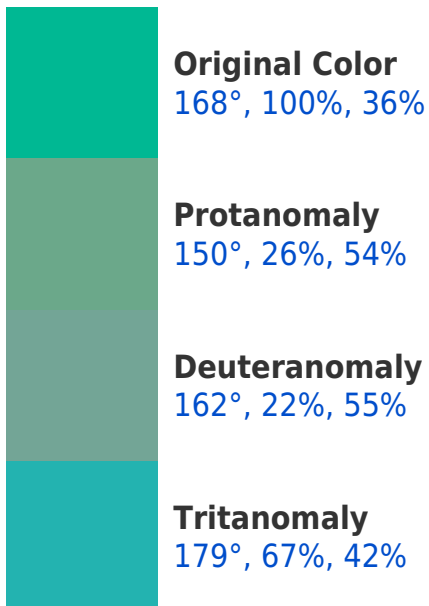 Original Color
168°, 100%, 36%
Protanomaly
150°, 26%, 54%
Deuteranomaly
162°, 22%, 55%
Tritanomaly
179°, 67%, 42%